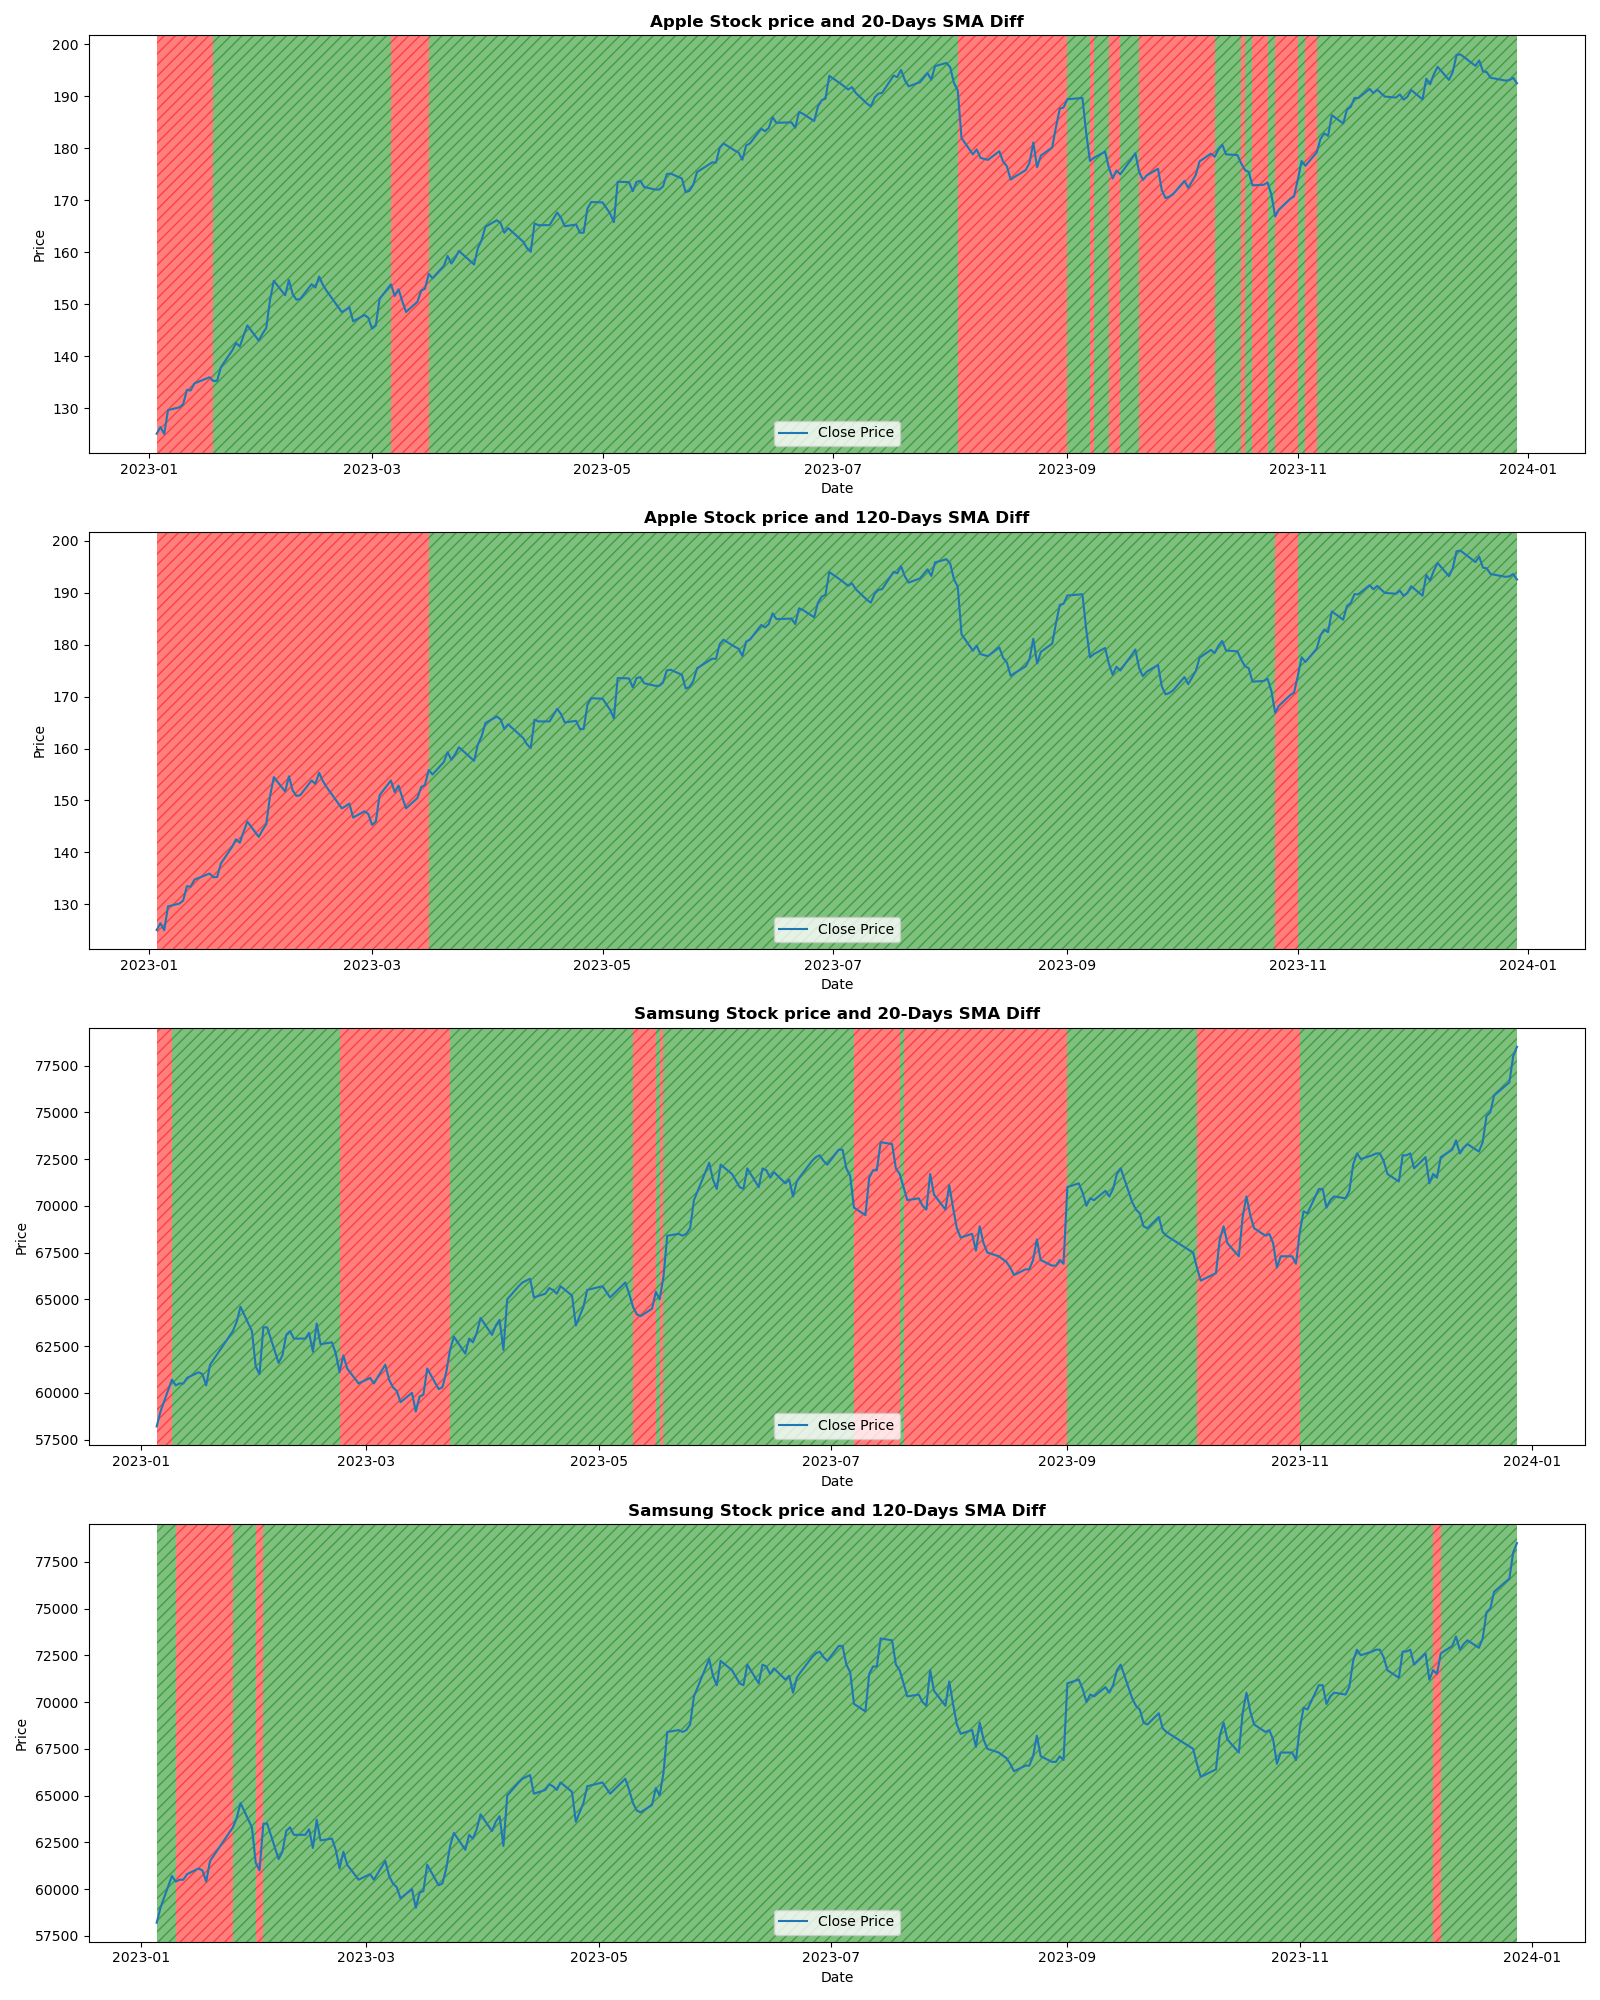 Apple Stock price and 20-Days SMA Diff
200
190
180
170
160
150
140
130
Price
Close Price
2023-01 2023-03 2023-05 2023-07 2023-09 2023-11 2024-01
Date
Apple Stock price and 120-Days SMA Diff
200
190
180
170
160
150
140
130
Price
Close Price
2023-01 2023-03 2023-05 2023-07 2023-09 2023-11 2024-01
Date
Samsung Stock price and 20-Days SMA Diff
77500
75000
72500
70000
67500
65000
62500
60000
57500
Price
Close Price
2023-01 2023-03 2023-05 2023-07 2023-09 2023-11 2024-01
Date
Samsung Stock price and 120-Days SMA Diff
77500
75000
72500
70000
67500
65000
62500
60000
57500
Price
Close Price
2023-01 2023-03 2023-05 2023-07 2023-09 2023-11 2024-01
Date